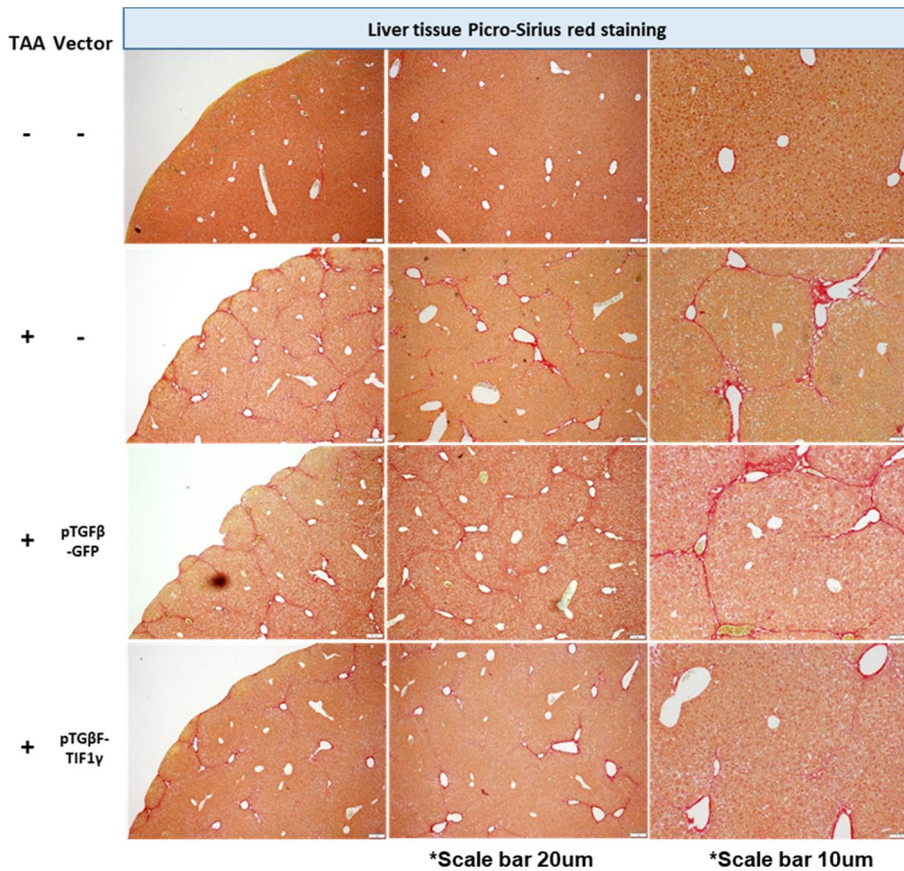 Liver tissue Picro-Sirius red staining
TAA Vector
- -
+ -
+ pTGFβ
-GFP
+ pTGβF-
TIF1γ
*Scale bar 20um *Scale bar 10um